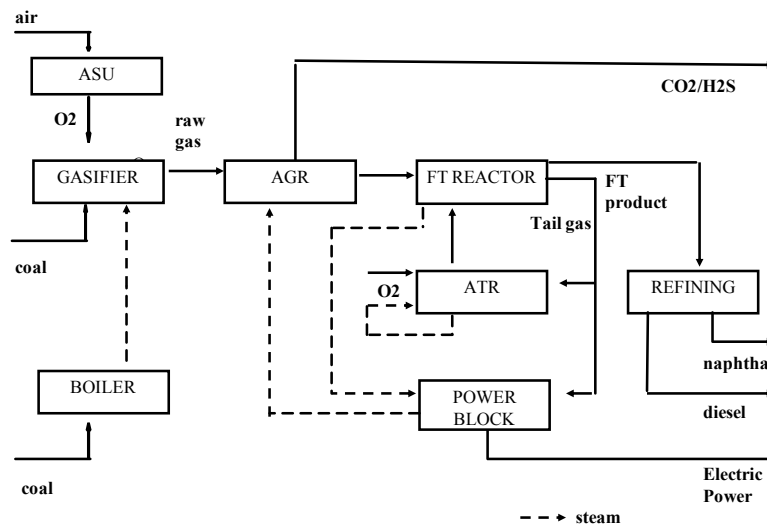 air
ASU
CO2/H2S
O2
raw
gas
GASIFIER
AGR
FT REACTOR
FT
product
Tail gas
coal
O2
ATR
REFINING
naphtha
BOILER
POWER
BLOCK
diesel
coal
Electric
Power
steam